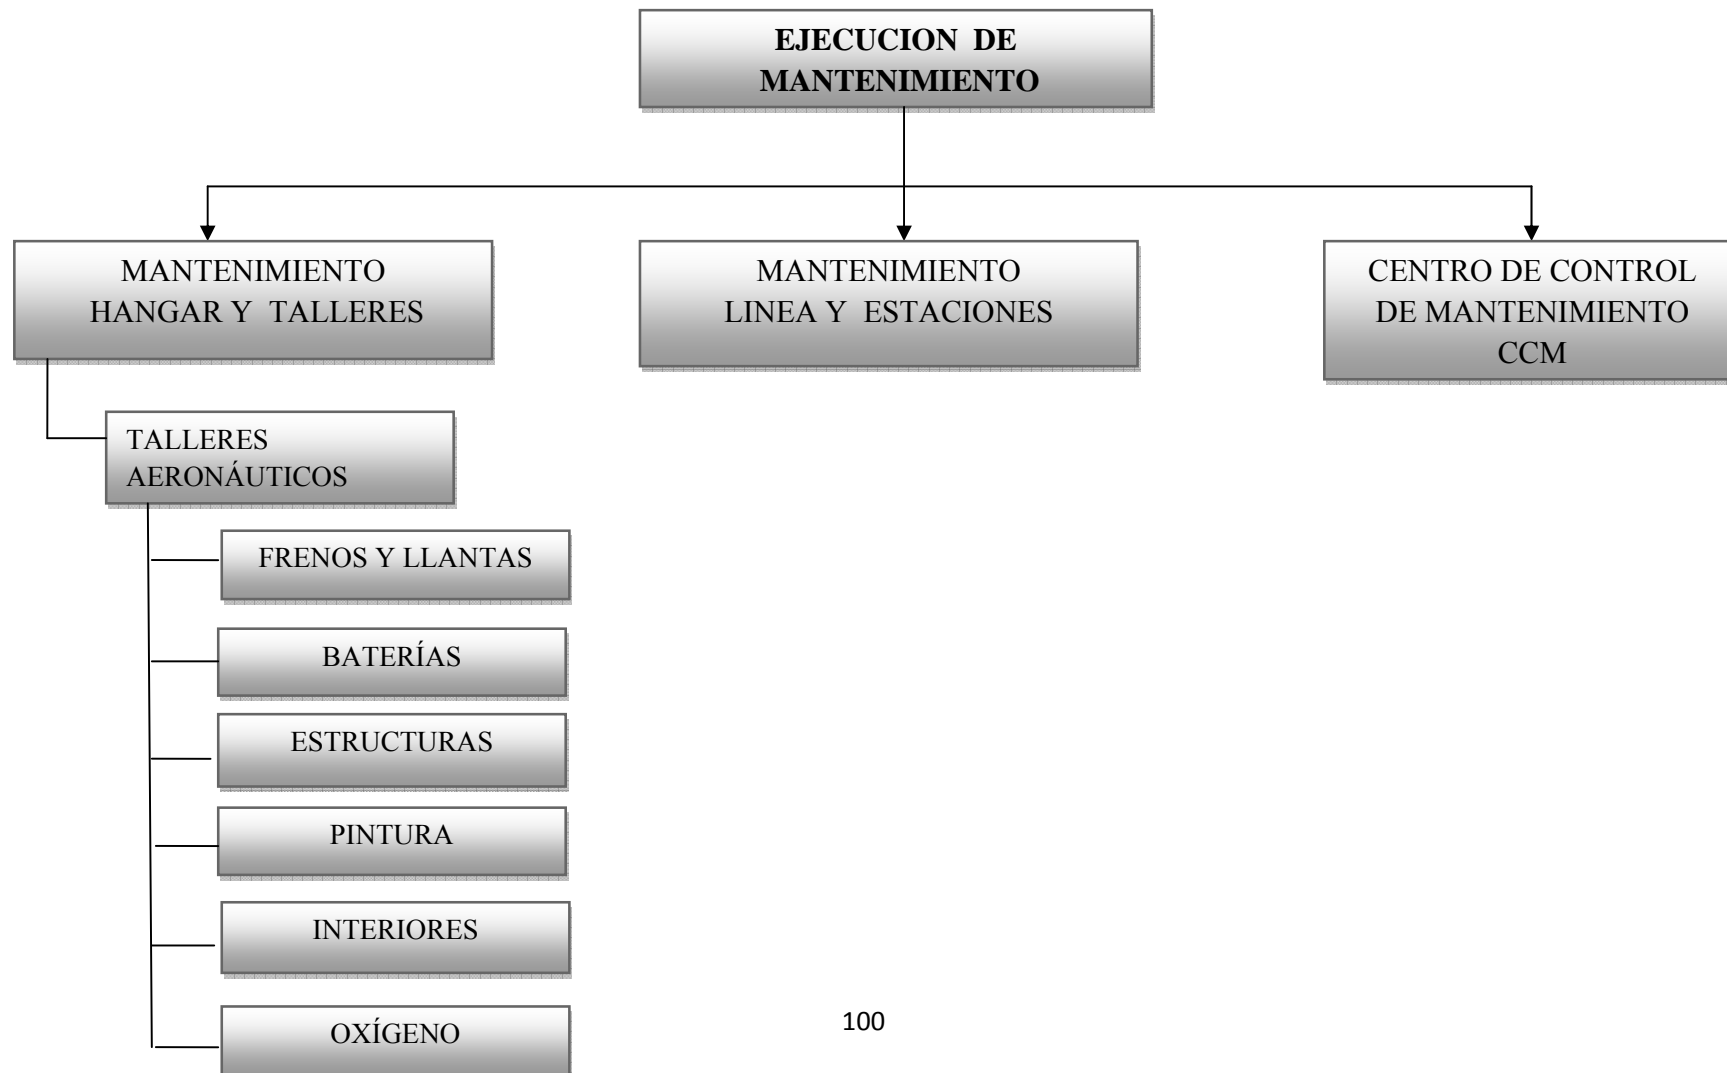 EJECUCION DE
MANTENIMIENTO
MANTENIMIENTO
HANGAR Y TALLERES
MANTENIMIENTO
LINEA Y ESTACIONES
CENTRO DE CONTROL
DE MANTENIMIENTO
CCM
TALLERES
AERONÁUTICOS
FRENOS Y LLANTAS
BATERÍAS
ESTRUCTURAS
PINTURA
INTERIORES
OXÍGENO
100